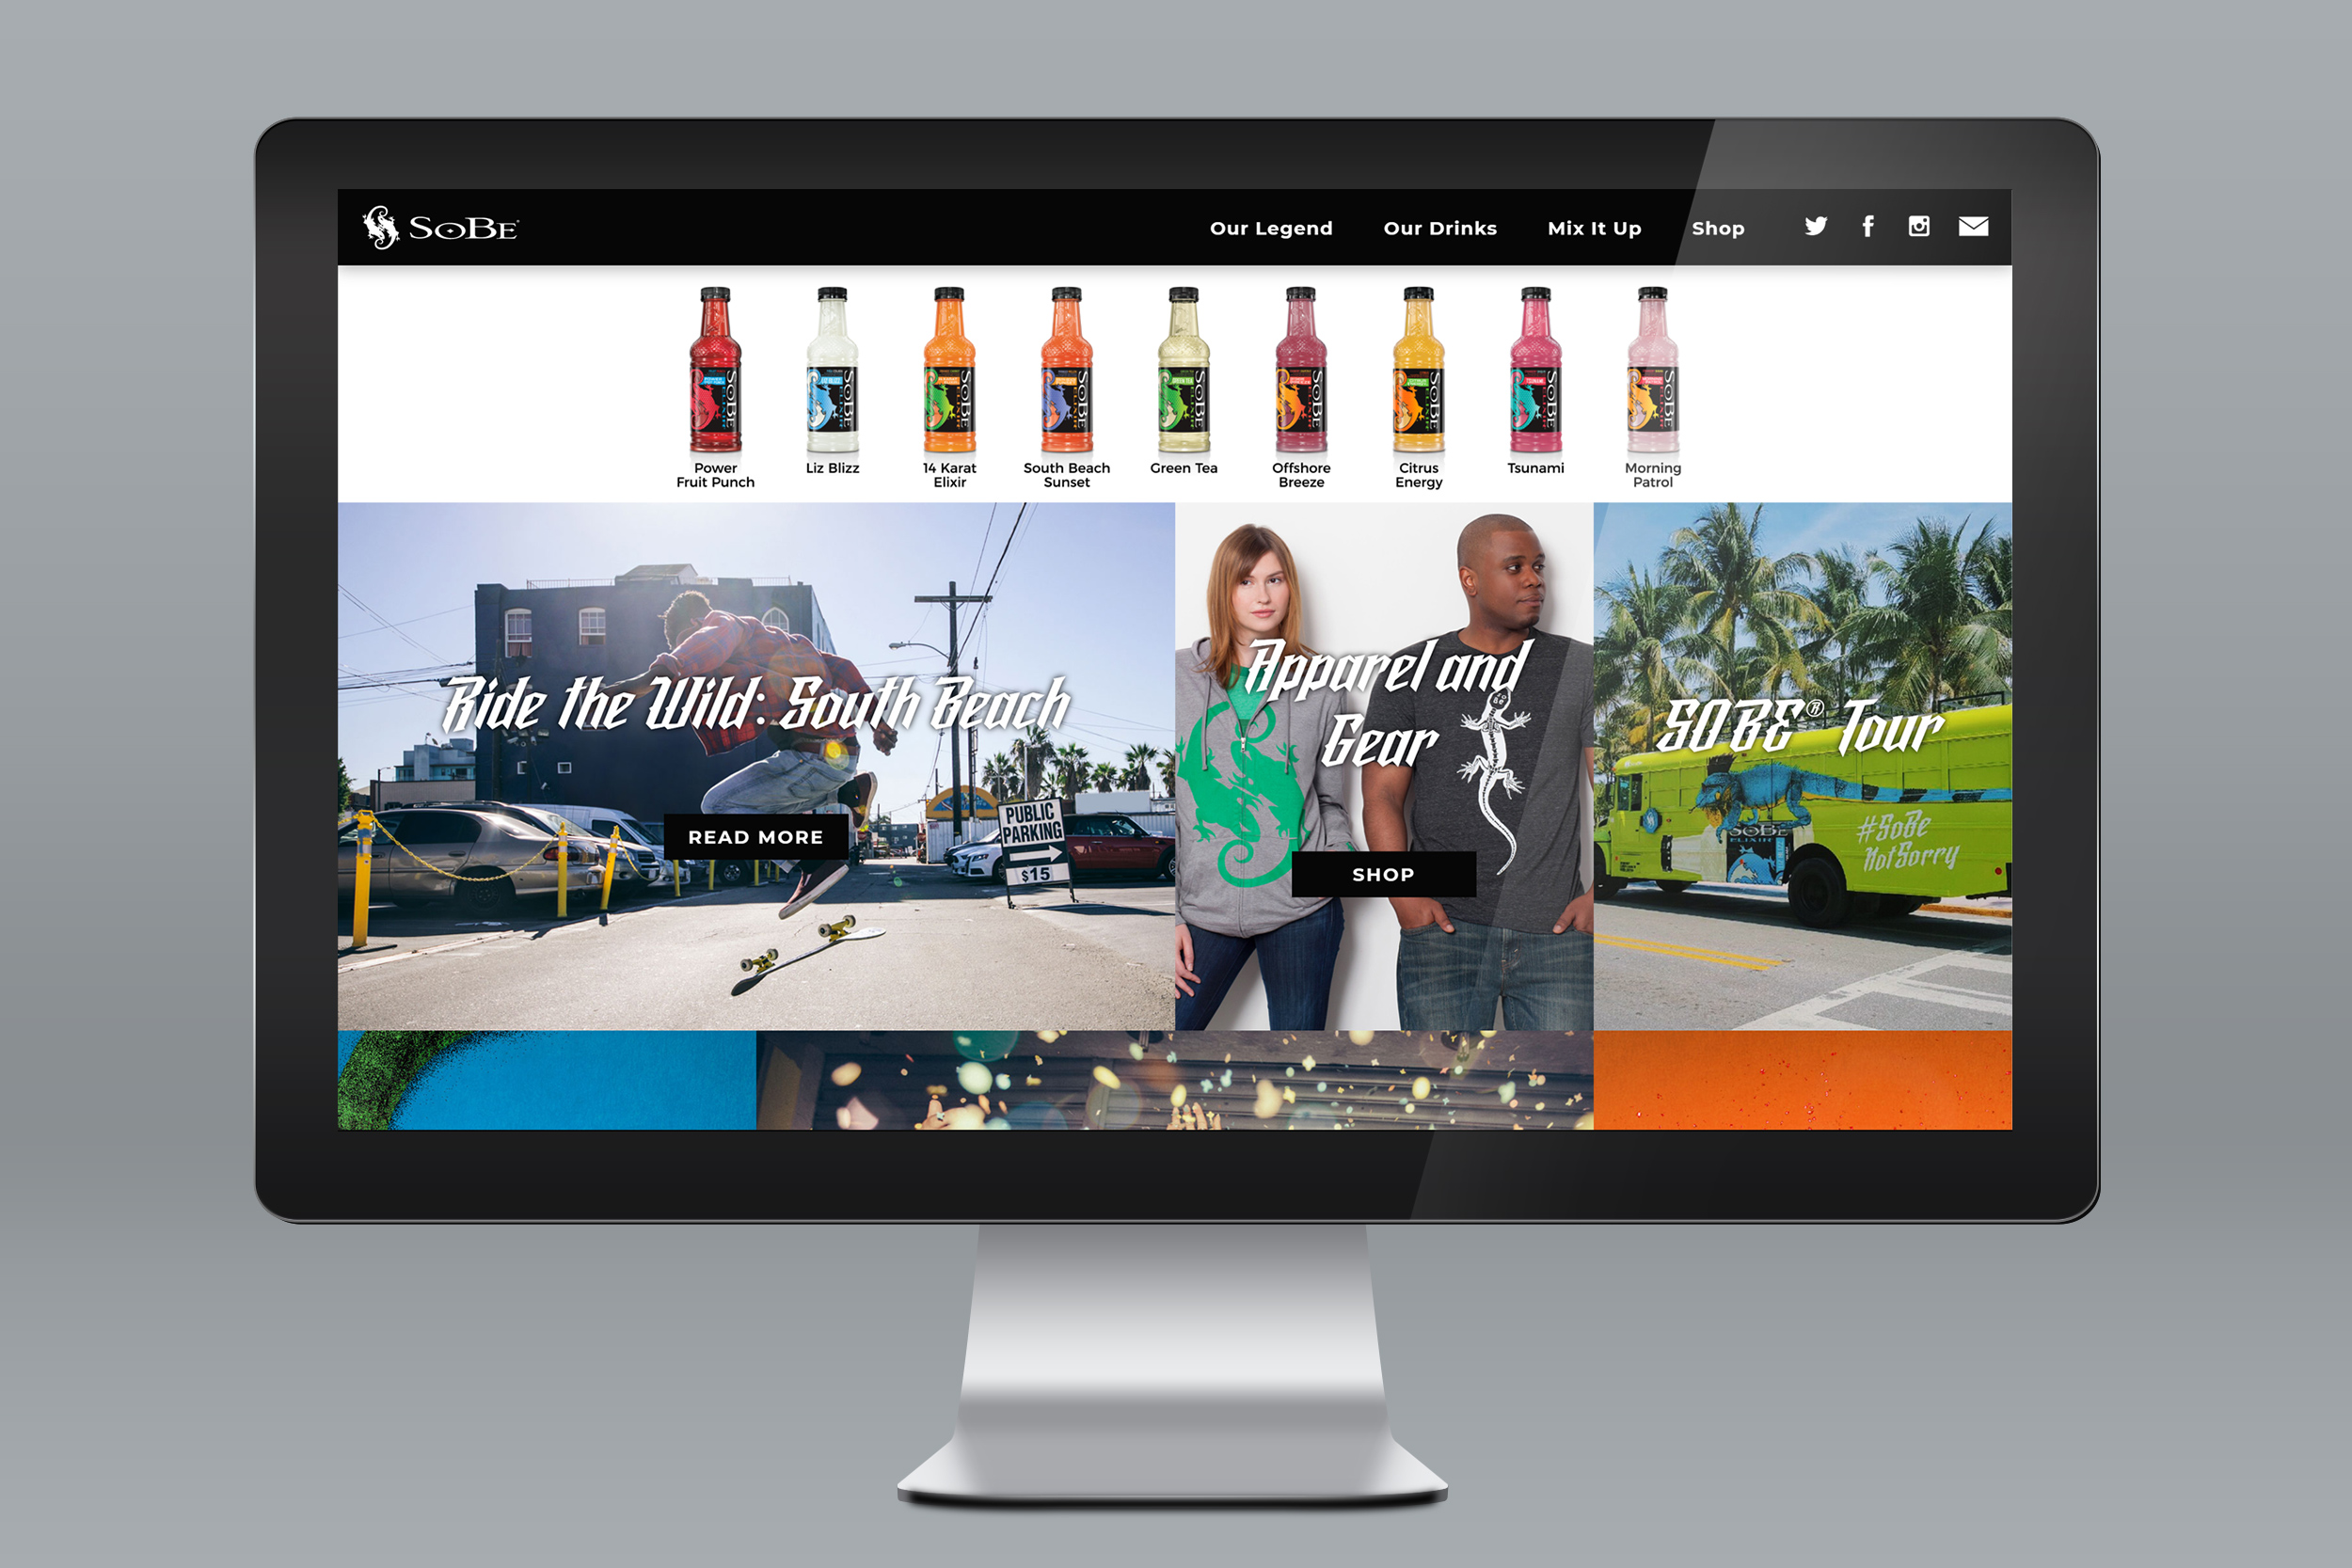 SoBe®
Our Legend Our Drinks Mix It Up Shop
Power
Fruit Punch
Liz Blizz
14 Karat
Elixir
South Beach
Sunset
Green Tea
Offshore
Breeze
Citrus
Energy
Tsunami
Morning
Patrol
Ride the Wild: South Beach
READ MORE
PUBLIC
PARKING
$15
Apparel and
Gear
SHOP
SOBE® Tour
SOBE
ELIXIR
#SoBe
NotSorry